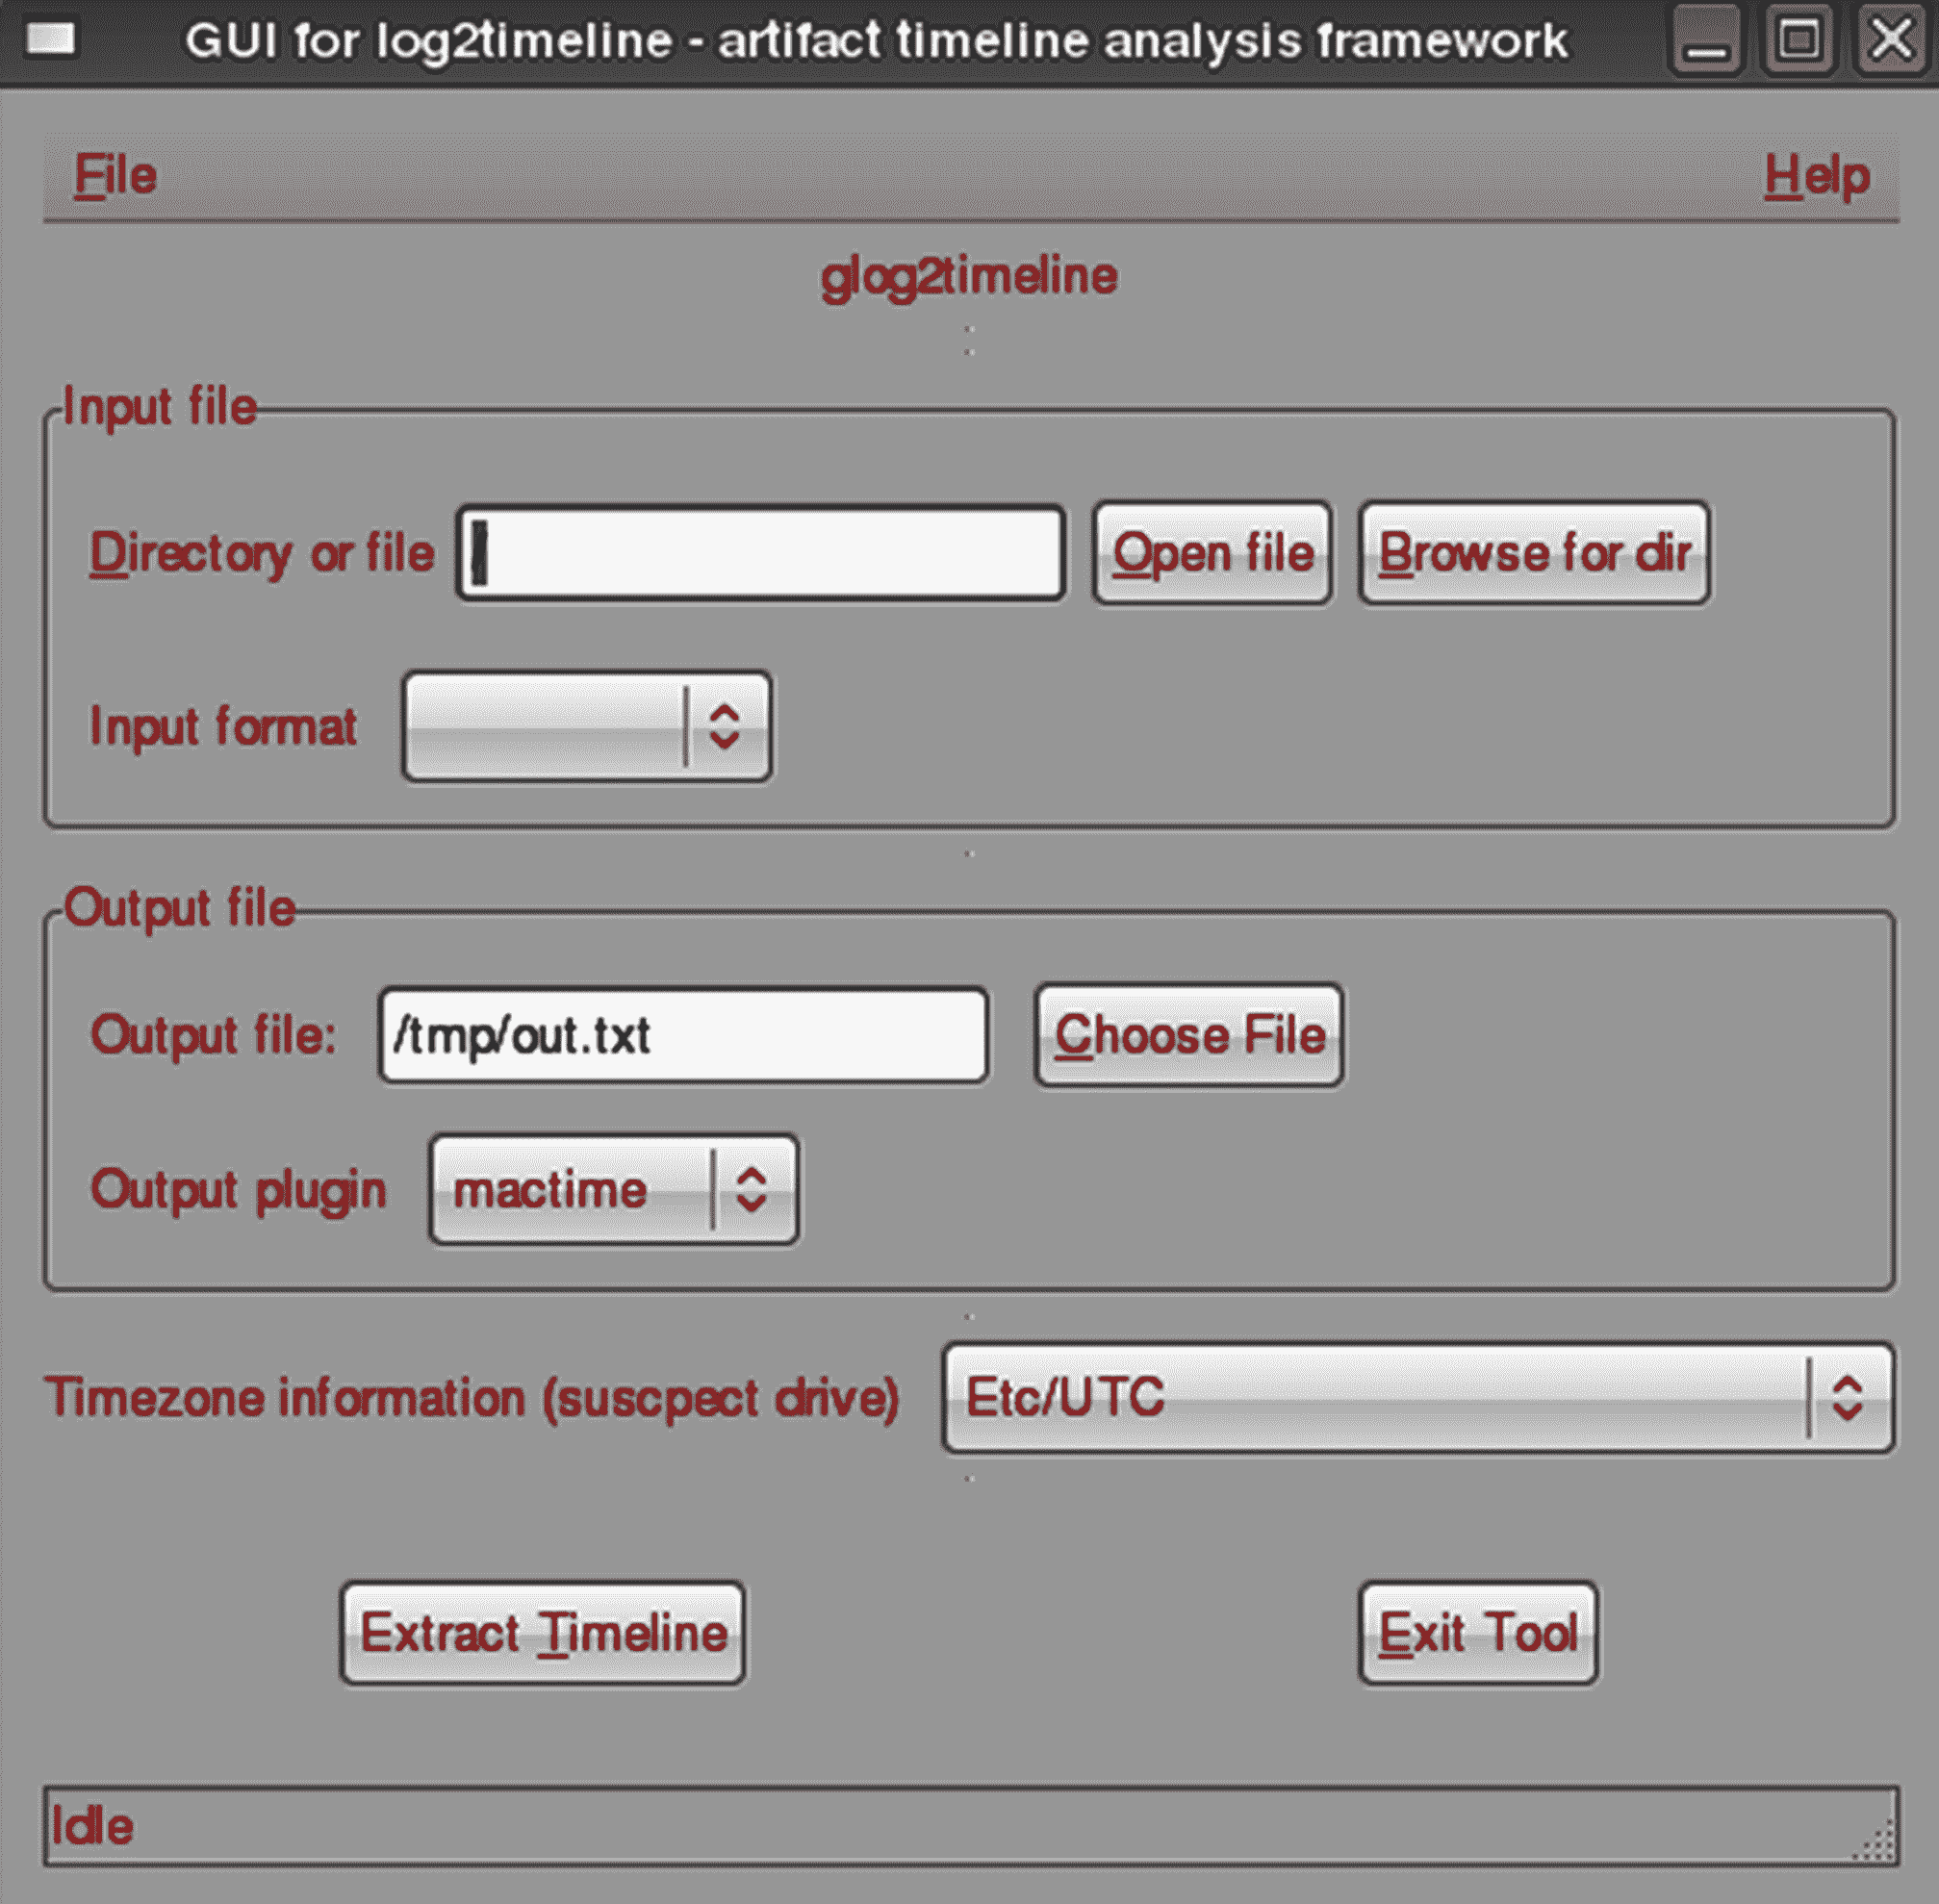 GUI for log2timeline - artifact timeline analysis framework
File Help
glog2timeline
Input file
Directory or file Open file Browse for dir
Input format
Output file
Output file: /tmp/out.txt Choose File
Output plugin mactime
Timezone information (suscpect drive) Etc/UTC
Extract Timeline Exit Tool
Idle